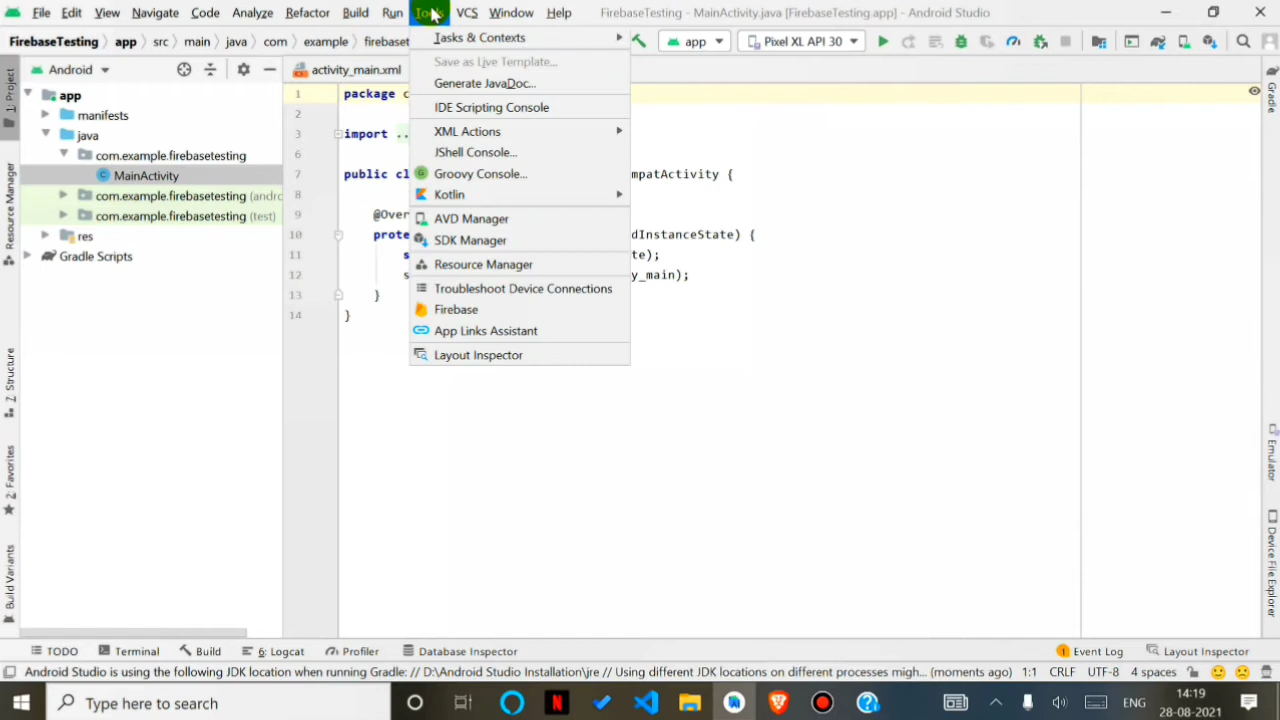 File Edit View Navigate Code Analyze Refactor Build Run Tools VCS Window Help FirebaseTesting - MainActivity.java [FirebaseTesting.app] - Android Studio
FirebaseTesting app src main java com example firebaset app Pixel XL API 30
Android activity_main.xml
app
manifests
java
com.example.firebasetesting
MainActivity
com.example.firebasetesting (andro
com.example.firebasetesting (test)
res
Gradle Scripts
1: Project
Resource Manager
Z: Structure
2: Favorites
Build Variants
1 package c
2
3 import ..
6
7 public cl mpatActivity {
8
9 @Over
10 prote dInstanceState) {
11 s te);
12 s y_main);
13 }
14 }
Tasks & Contexts
Save as Live Template...
Generate JavaDoc...
IDE Scripting Console
XML Actions
JShell Console...
Groovy Console...
Kotlin
AVD Manager
SDK Manager
Resource Manager
Troubleshoot Device Connections
Firebase
App Links Assistant
Layout Inspector
Gradle
Emulator
Device File Explorer
TODO Terminal Build 6: Logcat Profiler Database Inspector 1 Event Log Layout Inspector
Android Studio is using the following JDK location when running Gradle: // D:\Android Studio Installation\jre // Using different JDK locations on different processes migh... (moments ago) 1:1 CRLF UTF-8 4 spaces
Type here to search ENG 14:19
28-08-2021